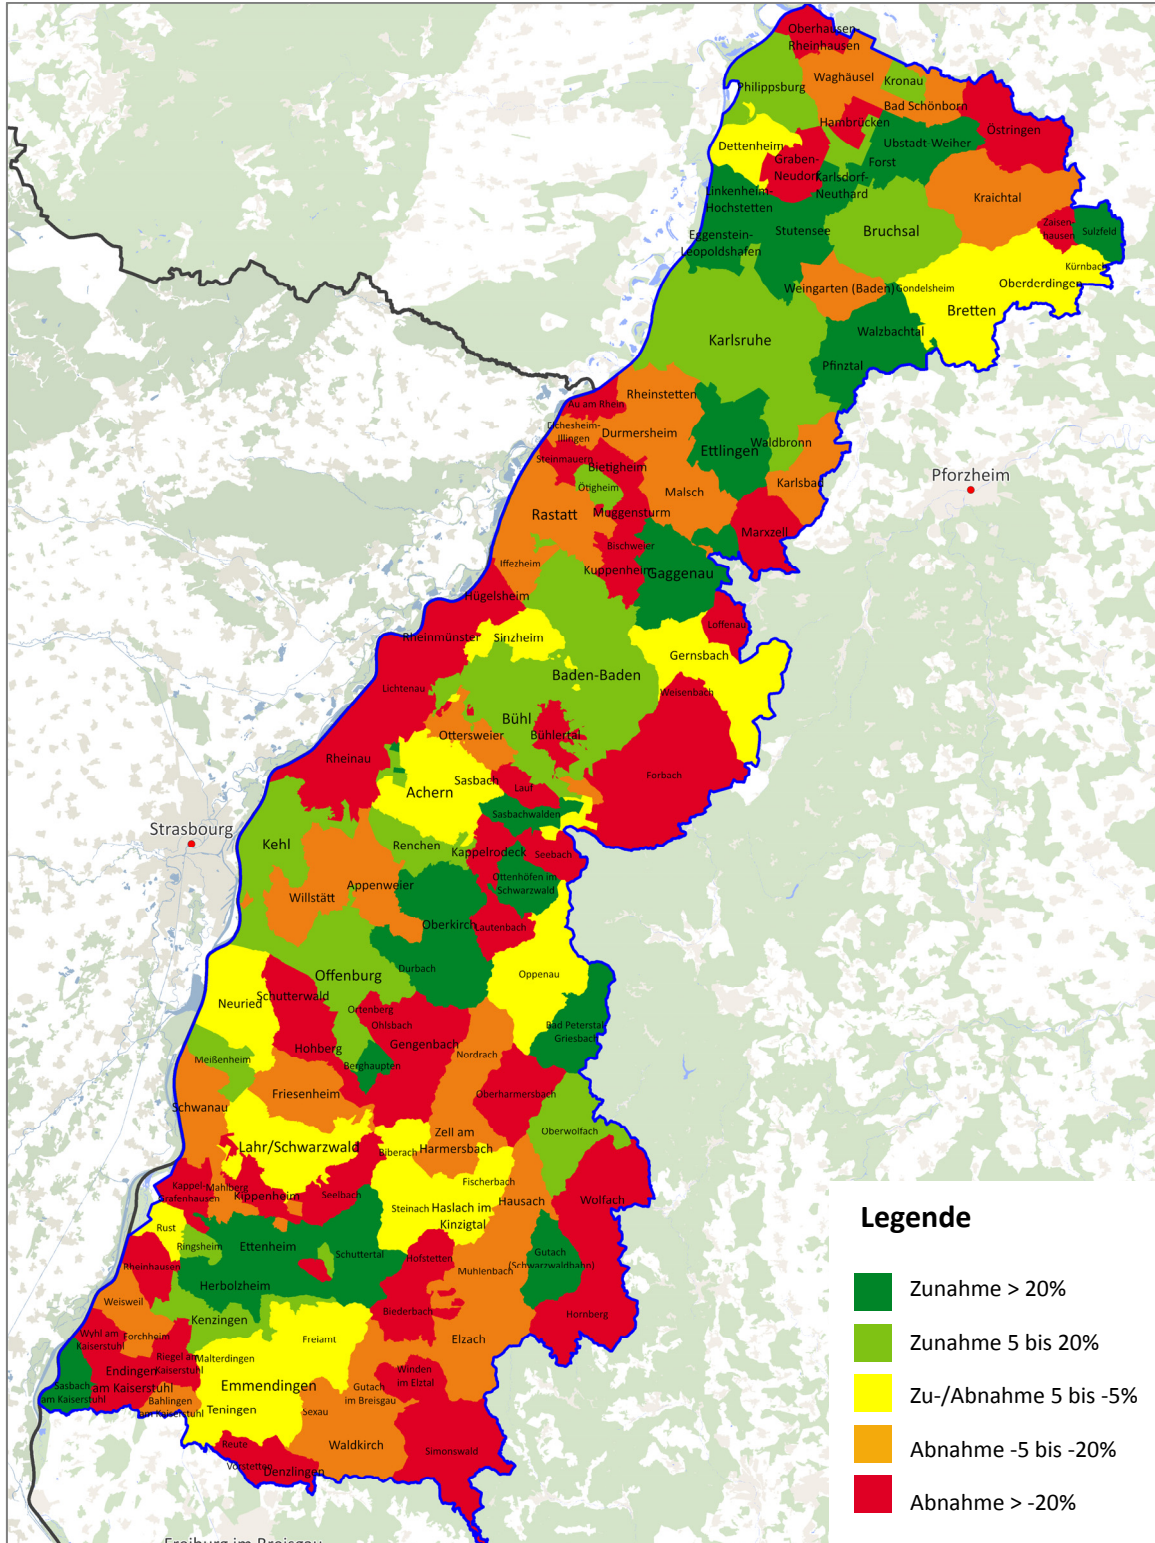 Oberhausen-
Rheinhausen
Waghäusel
Kronau
Philippsburg
Bad Schönborn
Hambrücken
Östringen
Ubstadt-Weiher
Dettenheim
Graben-
Neudorf
Forst
Karlsdorf-
Neuthard
Linkenheim-
Hochstetten
Kraichtal
Stutensee
Bruchsal
Zaisen-
hausen
Sulzfeld
Eggenstein-
Leopoldshafen
Kürnbach
Weingarten (Baden)
Gondelsheim
Oberderdingen
Bretten
Walzbachtal
Karlsruhe
Pfinztal
Rheinstetten
Au am Rhein
Elchesheim-
Illingen
Durmersheim
Waldbronn
Ettlingen
Steinmauern
Bietigheim
Pforzheim
Karlsbad
Ötigheim
Malsch
Rastatt
Muggensturm
Marxzell
Bischweier
Iffezheim
Kuppenheim
Gaggenau
Hügelsheim
Loffenau
Rheinmünster
Sinzheim
Gernsbach
Baden-Baden
Lichtenau
Weisenbach
Bühl
Ottersweier
Bühlertal
Rheinau
Forbach
Sasbach
Achern
Lauf
Sasbachwalden
Strasbourg
Kehl
Renchen
Kappelrodeck
Seebach
Ottenhöfen im
Schwarzwald
Appenweier
Willstätt
Oberkirch
Lautenbach
Durbach
Oppenau
Offenburg
Schutterwald
Neuried
Ortenberg
Ohlsbach
Bad Peterstal-
Griesbach
Gengenbach
Hohberg
Nordrach
Meißenheim
Berghaupten
Friesenheim
Oberharmersbach
Schwanau
Oberwolfach
Zell am
Harmersbach
Lahr/Schwarzwald
Biberach
Fischerbach
Kappel-
Grafenhausen
Mahlberg
Kippenheim
Seelbach
Hausach
Wolfach
Steinach
Haslach im
Kinzigtal
Rust
Ringsheim
Ettenheim
Schuttertal
Hofstetten
Gutach
(Schwarzwaldbahn)
Rheinhausen
Mühlenbach
Herbolzheim
Weisweil
Biederbach
Hornberg
Kenzingen
Wyhl am
Kaiserstuhl
Forchheim
Freiamt
Elzach
Riegel am
Kaiserstuhl
Malterdingen
Endingen
am Kaiserstuhl
Winden
im Elztal
Sasbach
am Kaiserstuhl
Emmendingen
Gutach
im Breisgau
Bahlingen
am Kaiserstuhl
Teningen
Sexau
Reute
Waldkirch
Simonswald
Vörstetten
Denzlingen
Freiburg im Breisgau
Legende
Zunahme > 20%
Zunahme 5 bis 20%
Zu-/Abnahme 5 bis -5%
Abnahme -5 bis -20%
Abnahme > -20%